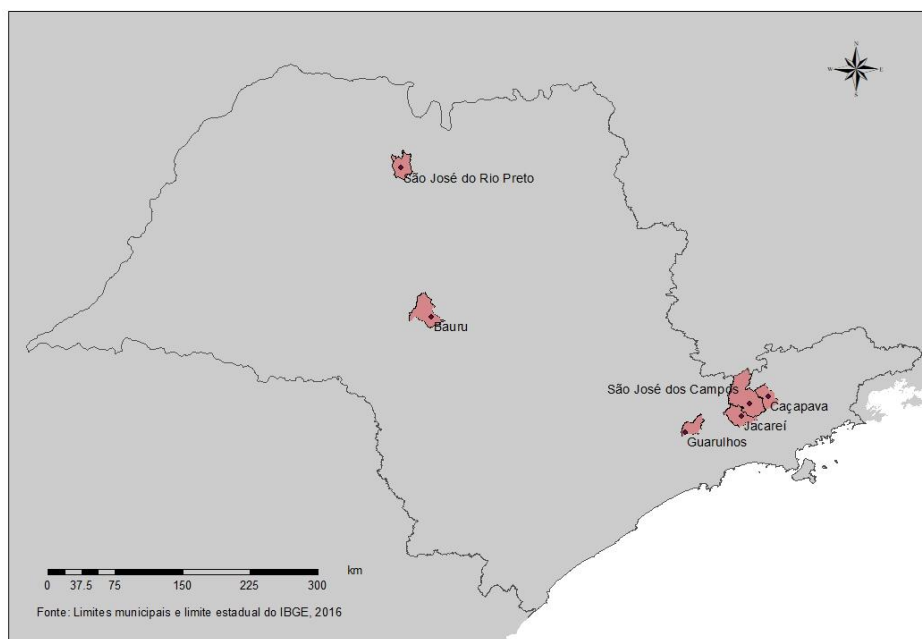 N
W E
S
São José do Rio Preto
Bauru
São José dos Campos
Caçapava
Jacareí
Guarulhos
km
0 37.5 75 150 225 300
Fonte: Limites municipais e limite estadual do IBGE, 2016